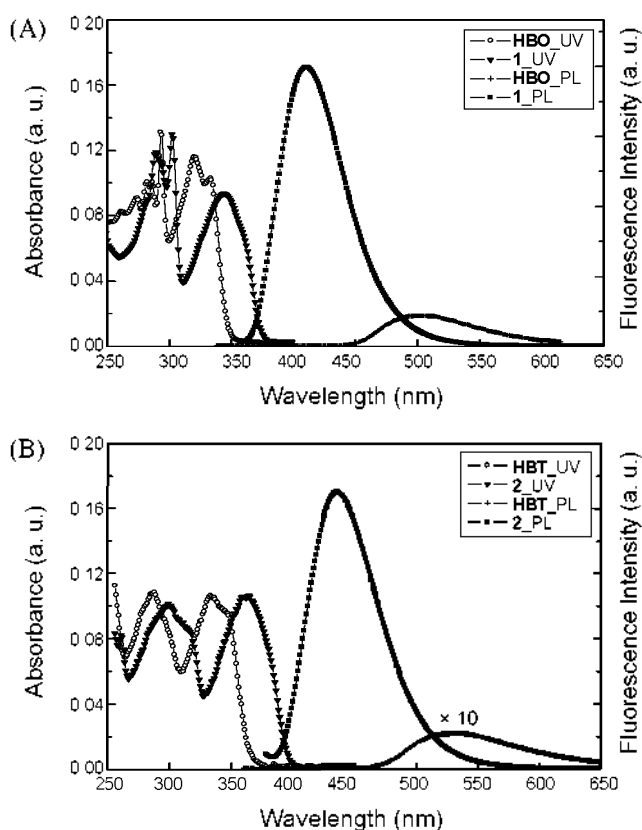 (A)
0.20
0.16
0.12
0.08
0.04
0.00
Absorbance (a. u.)
HBO_UV
1_UV
HBO_PL
1_PL
Fluorescence Intensity (a. u.)
250 300 350 400 450 500 550 600 650
Wavelength (nm)
(B)
0.20
0.16
0.12
0.08
0.04
0.00
Absorbance (a. u.)
HBT_UV
2_UV
HBT_PL
2_PL
× 10
Fluorescence Intensity (a. u.)
250 300 350 400 450 500 550 600 650
Wavelength (nm)